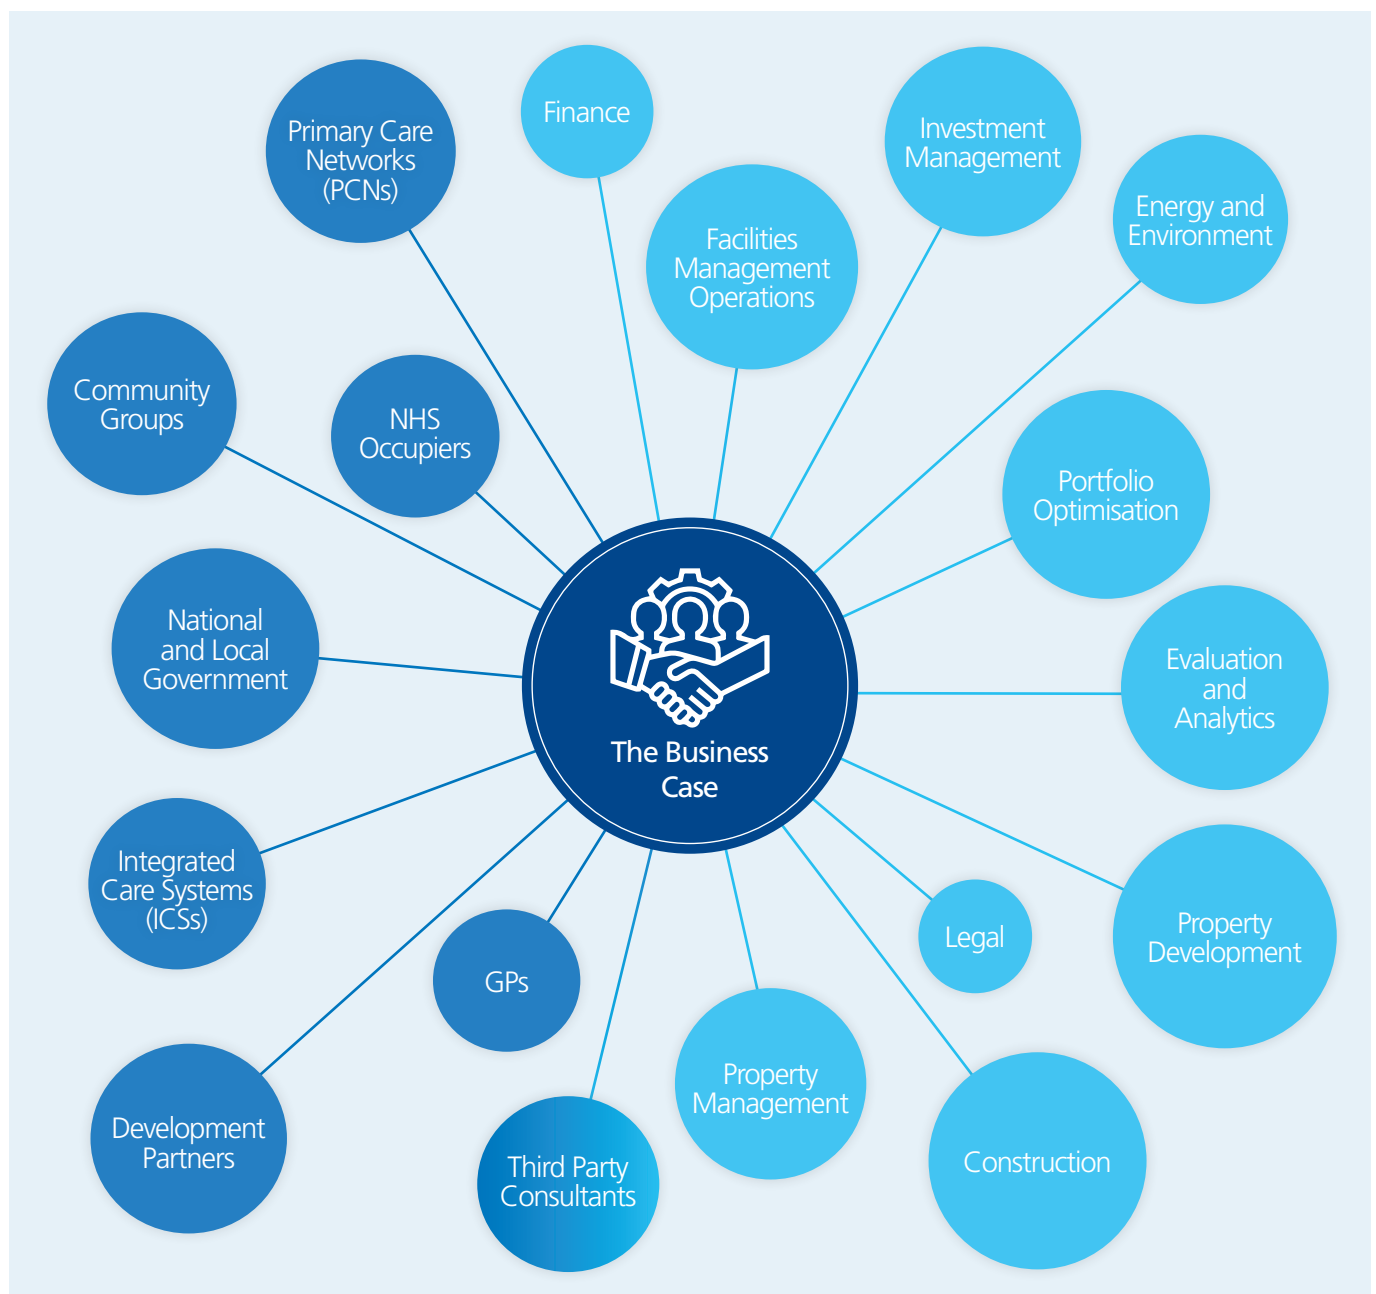 Primary Care
Networks
(PCNs)
Finance
Investment
Management
Energy and
Environment
Facilities
Management
Operations
Community
Groups
NHS
Occupiers
Portfolio
Optimisation
National
and Local
Government
Evaluation
and
Analytics
The Business
Case
Integrated
Care Systems
(ICSs)
GPs
Legal
Property
Development
Development
Partners
Third Party
Consultants
Property
Management
Construction